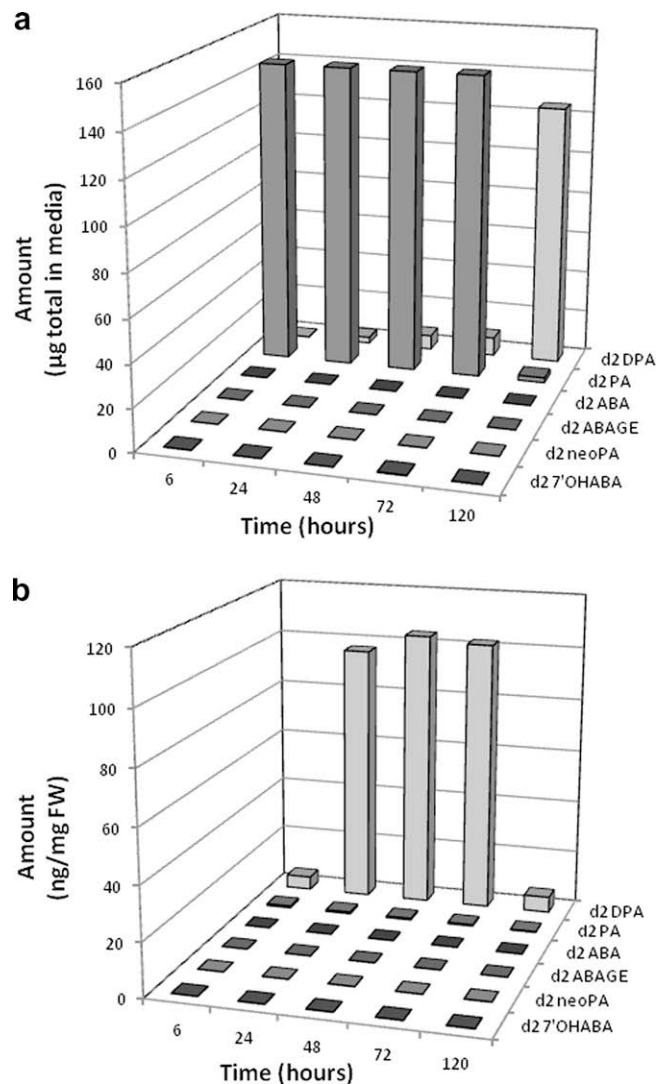 a
160
140
120
100
80
60
40
20
0
Amount
(µg total in media)
6
24
48
72
120
Time (hours)
d2 DPA
d2 PA
d2 ABA
d2 ABAGE
d2 neoPA
d2 7'OHABA
b
120
100
80
60
40
20
0
Amount
(ng/mg FW)
6
24
48
72
120
Time (hours)
d2 DPA
d2 PA
d2 ABA
d2 ABAGE
d2 neoPA
d2 7'OHABA